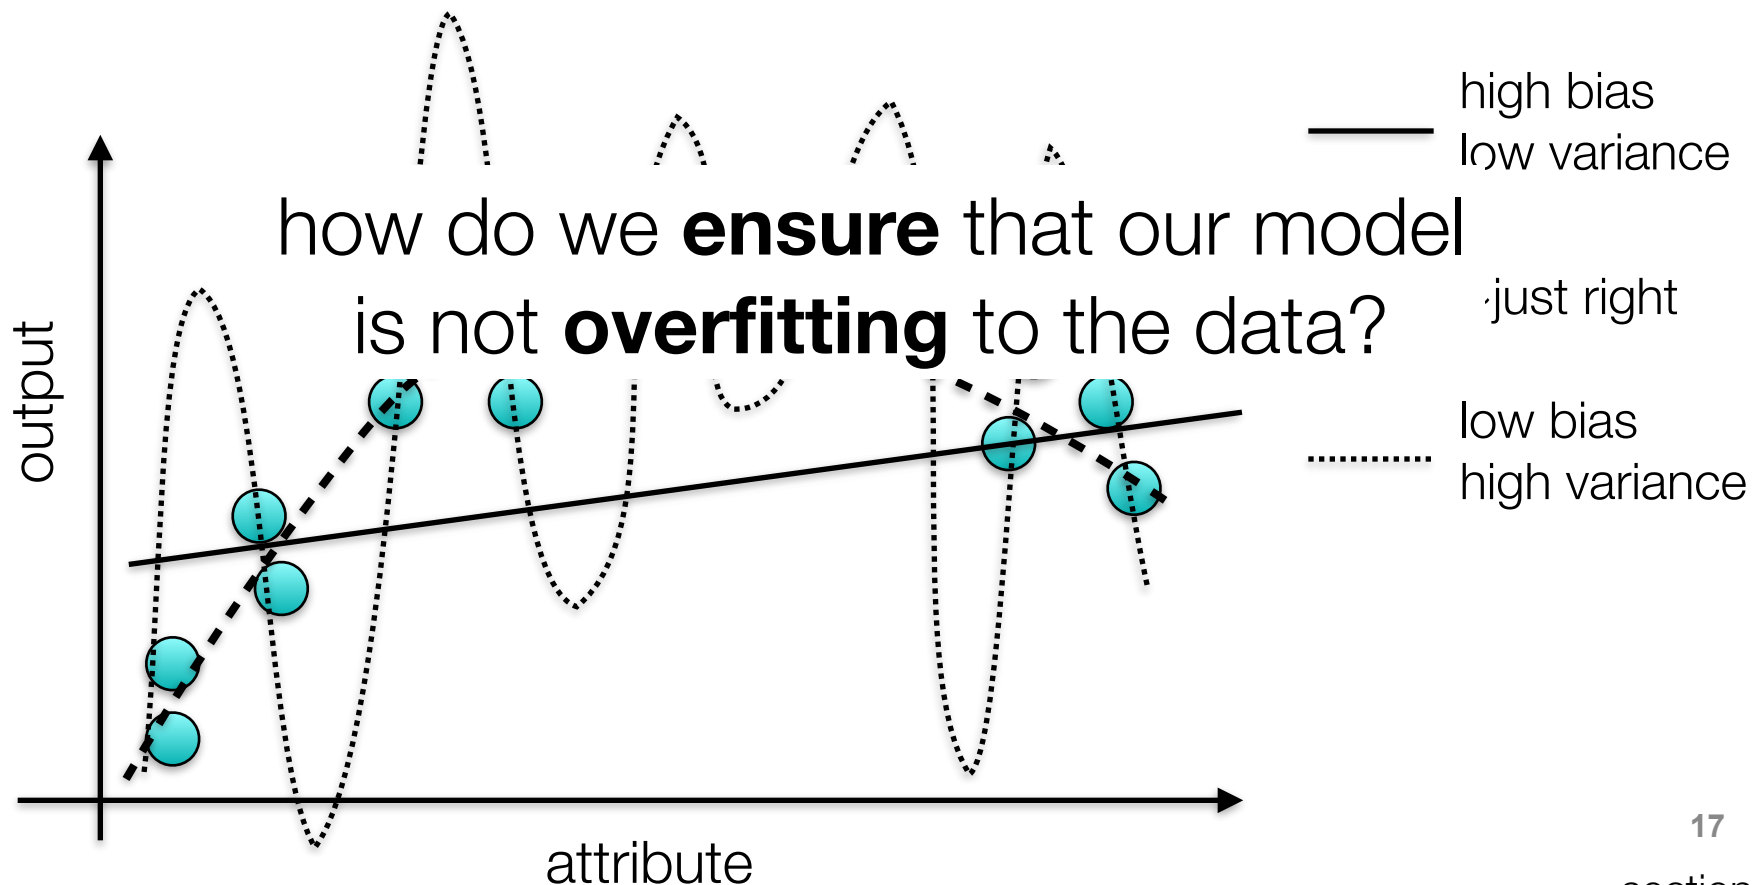 high bias
low variance
how do we ensure that our model
is not overfitting to the data?
just right
low bias
high variance
output
attribute
17